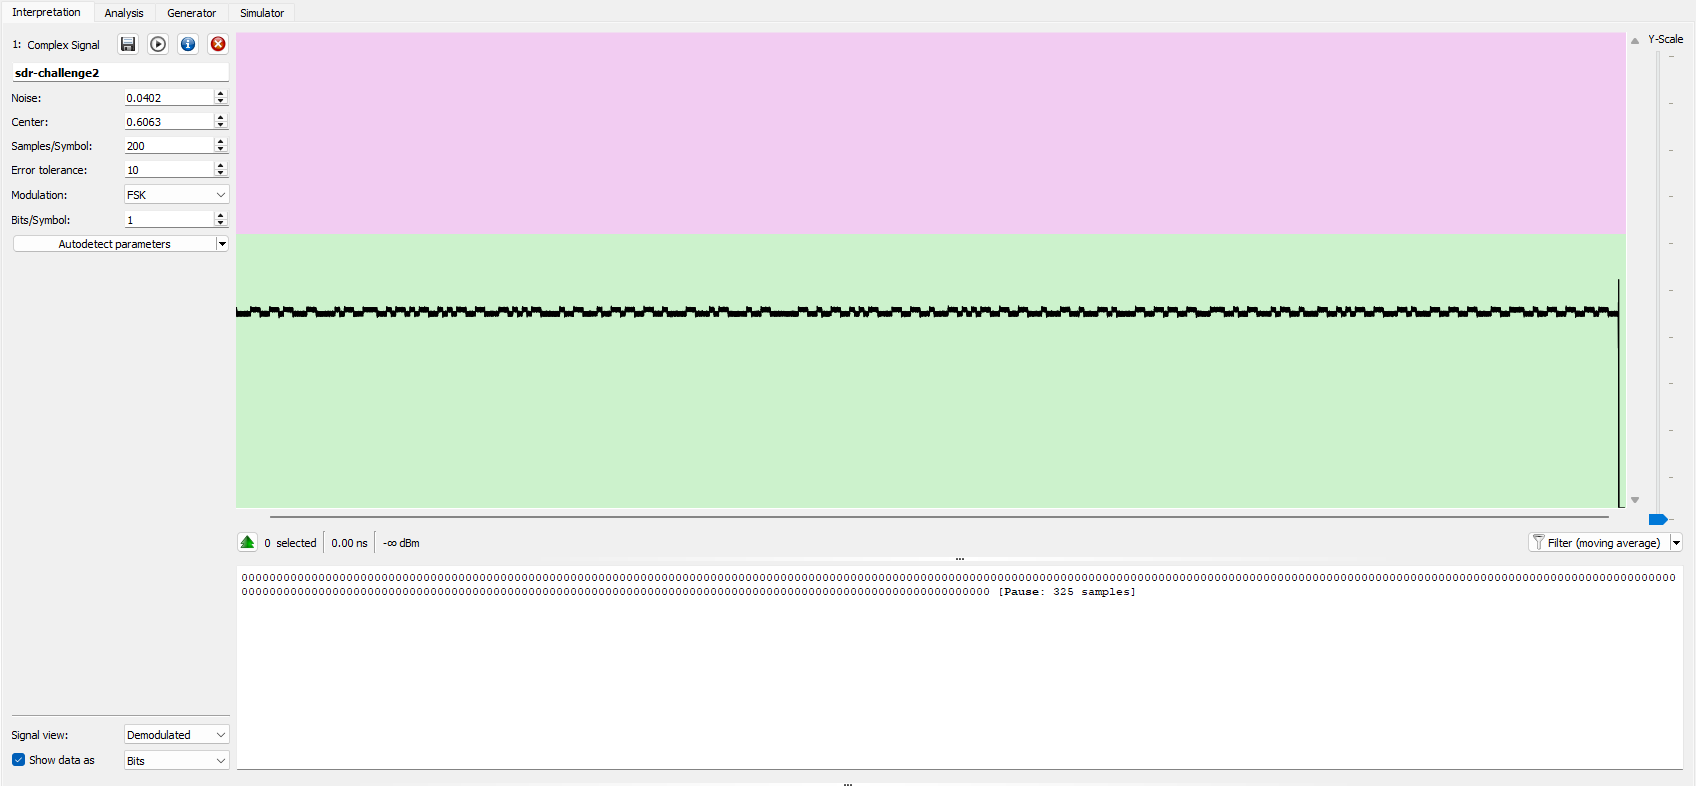 Interpretation Analysis Generator Simulator
1: Complex Signal
Y-Scale
sdr-challenge2
Noise: 0.0402
Center: 0.6063
Samples/Symbol: 200
Error tolerance: 10
Modulation: FSK
Bits/Symbol: 1
Autodetect parameters
0 selected 0.00 ns -∞ dBm
Filter (moving average)
0000000000000000000000000000000000000000000000000000000000000000000000000000000000000000000000000000000000000000000000000000000000000000000000000000000000000000000000000000000000000000000000000000000000000
00000000000000000000000000000000000000000000000000000000000000000000000000000000000000000000000000000000000 [Pause: 325 samples]
Signal view: Demodulated
Show data as Bits